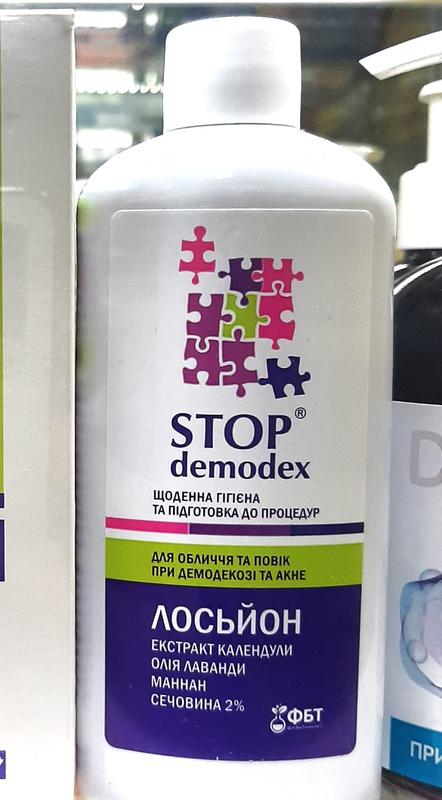 STOP®
demodex
ЩОДЕННА ГІГІЄНА
ТА ПІДГОТОВКА ДО ПРОЦЕДУР
ДЛЯ ОБЛИЧЧЯ ТА ПОВІК
ПРИ ДЕМОДЕКОЗІ ТА АКНЕ
ЛОСЬЙОН
ЕКСТРАКТ КАЛЕНДУЛИ
ОЛІЯ ЛАВАНДИ
МАННАН
СЕЧОВИНА 2%
ФБТ
D
ПРИ